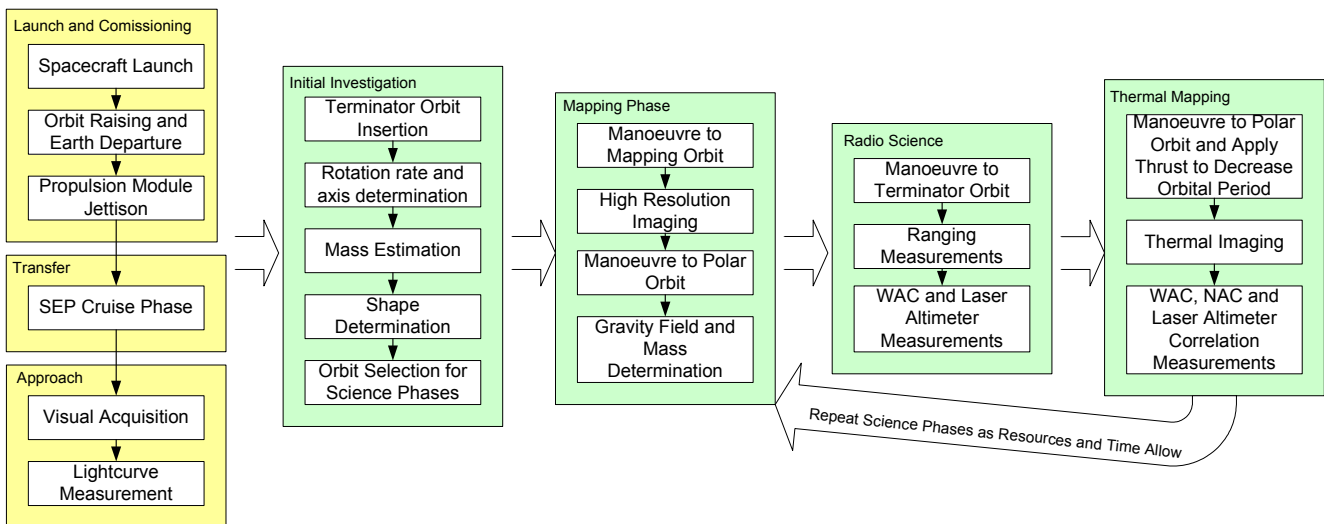 Launch and Comissioning
Spacecraft Launch
Orbit Raising and
Earth Departure
Propulsion Module
Jettison
Transfer
SEP Cruise Phase
Approach
Visual Acquisition
Lightcurve
Measurement
Initial Investigation
Terminator Orbit
Insertion
Rotation rate and
axis determination
Mass Estimation
Shape
Determination
Orbit Selection for
Science Phases
Mapping Phase
Manoeuvre to
Mapping Orbit
High Resolution
Imaging
Manoeuvre to Polar
Orbit
Gravity Field and
Mass
Determination
Radio Science
Manoeuvre to
Terminator Orbit
Ranging
Measurements
WAC and Laser
Altimeter
Measurements
Thermal Mapping
Manoeuvre to Polar
Orbit and Apply
Thrust to Decrease
Orbital Period
Thermal Imaging
WAC, NAC and
Laser Altimeter
Correlation
Measurements
Repeat Science Phases as Resources and Time Allow